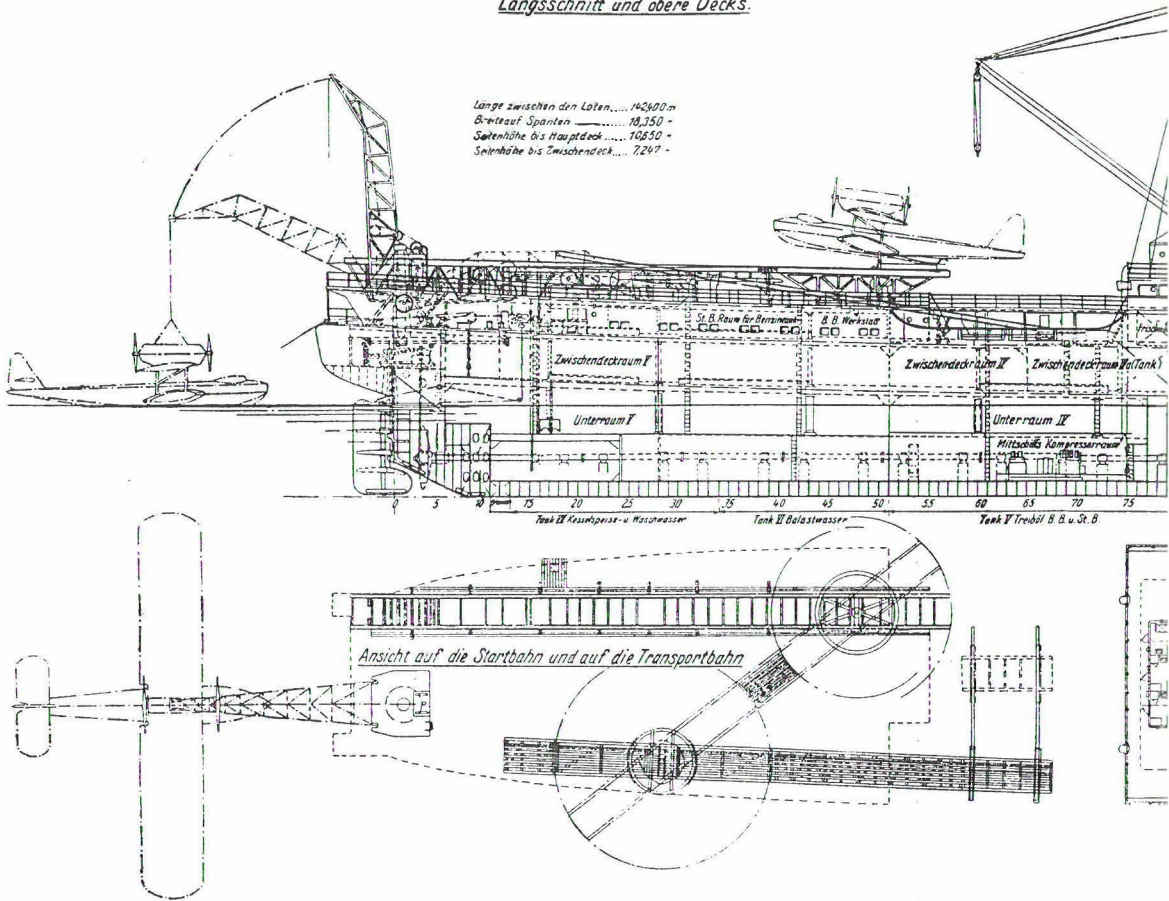 Längsschnitt und obere Decks.
Länge zwischen den Loten..... 142,400 m
Breite auf Spanten ........ 18,350 -
Seitenhöhe bis Hauptdeck..... 10,650 -
Seitenhöhe bis Zwischendeck.... 7,247 -
St. B. Raum für Benzintank B. B. Werkstatt
Zwischendeckraum V Zwischendeckraum IV Zwischendeckraum IVa (Tank)
Unterraum V Unterraum IV
Mittschiffs Kompressorraum
0 5 10 15 20 25 30 35 40 45 50 55 60 65 70 75
Tank IX Kesselspeise- u. Waschwasser Tank VI Balastwasser Tank V Treiböl B. B. u. St. B.
Ansicht auf die Startbahn und auf die Transportbahn